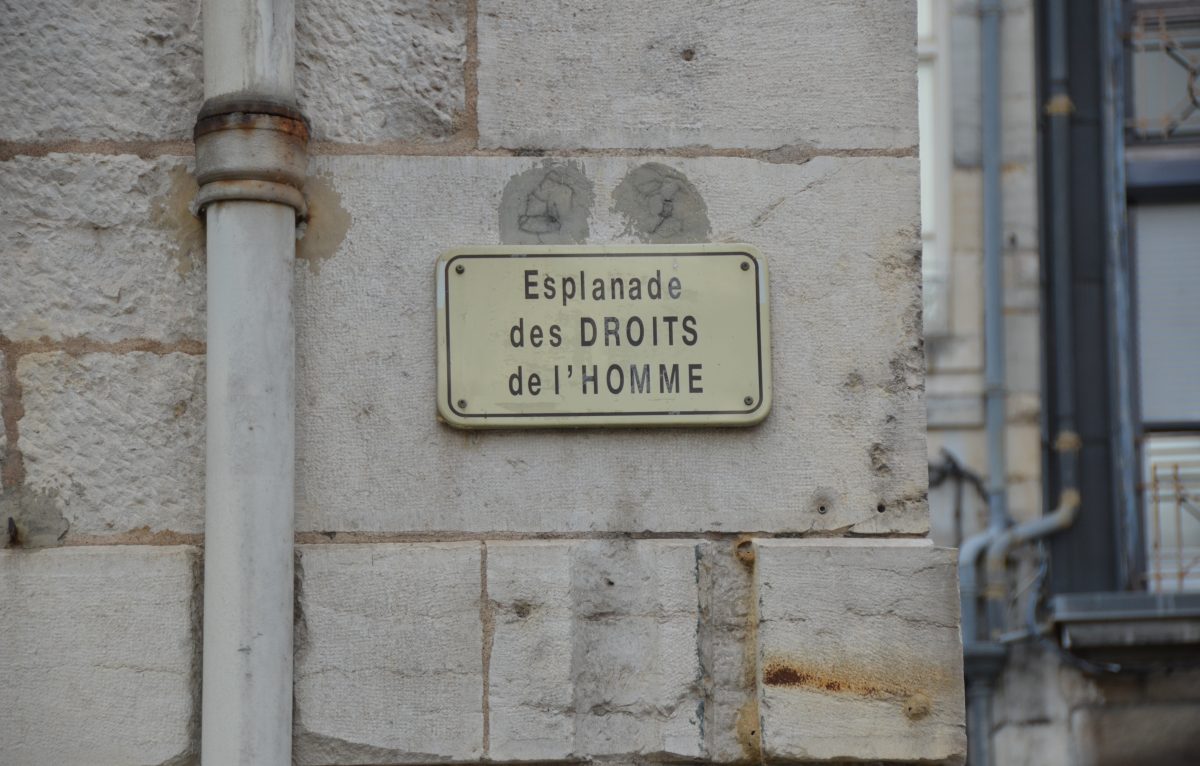 Esplanade
des DROITS
de l'HOMME